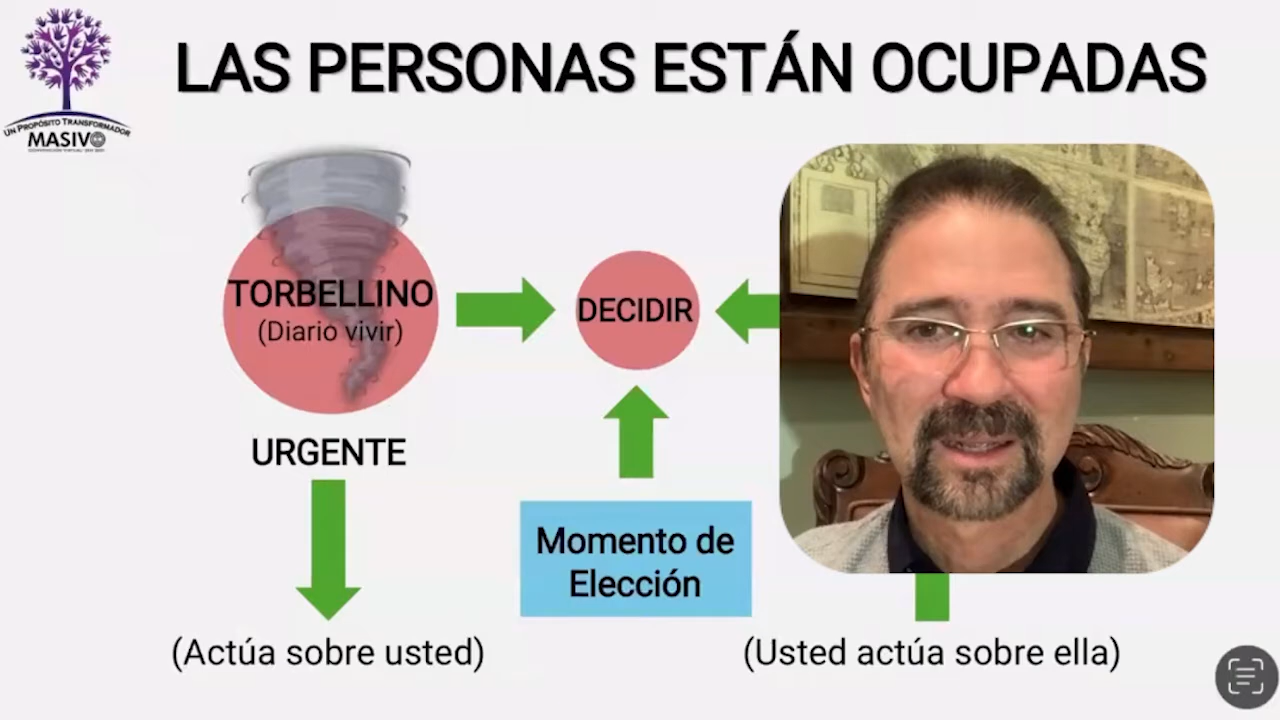 LAS PERSONAS ESTÁN OCUPADAS
UN PROPÓSITO TRANSFORMADOR
MASIVO
TORBELLINO
(Diario vivir)
DECIDIR
URGENTE
Momento de
Elección
(Actúa sobre usted)
(Usted actúa sobre ella)